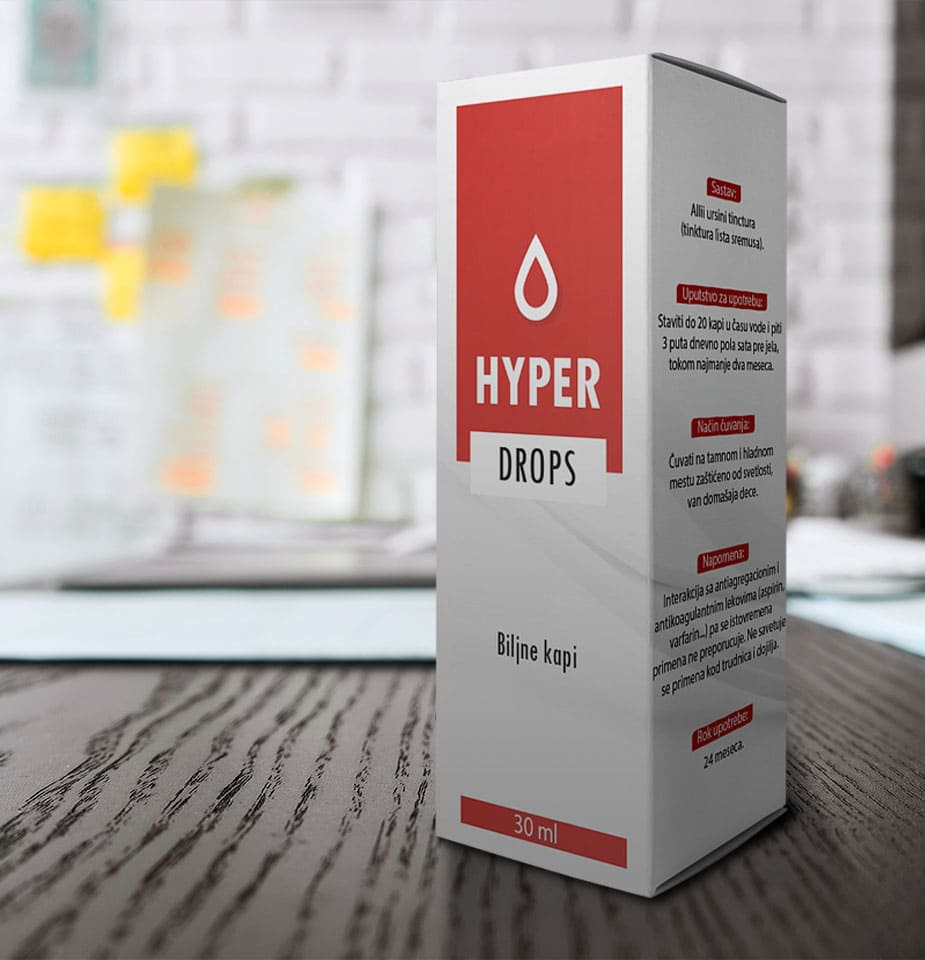 HYPER
DROPS
Biljne kapi
30 ml
Sastav:
Allii ursini tinctura
(tinktura lista sremusa).
Uputstvo za upotrebu:
Staviti do 20 kapi u času vode i piti
3 puta dnevno pola sata pre jela,
tokom najmanje dva meseca.
Način čuvanja:
Čuvati na tamnom i hladnom
mestu zaštićeno od svetlosti,
van domašaja dece.
Napomena:
Interakcija sa antiagregacionim i
antikoagulantnim lekovima (aspirin,
varfarin...) pa se istovremena
primena ne preporucuje. Ne savetuje
se primena kod trudnica i dojilja.
Rok upotrebe:
24 meseca.